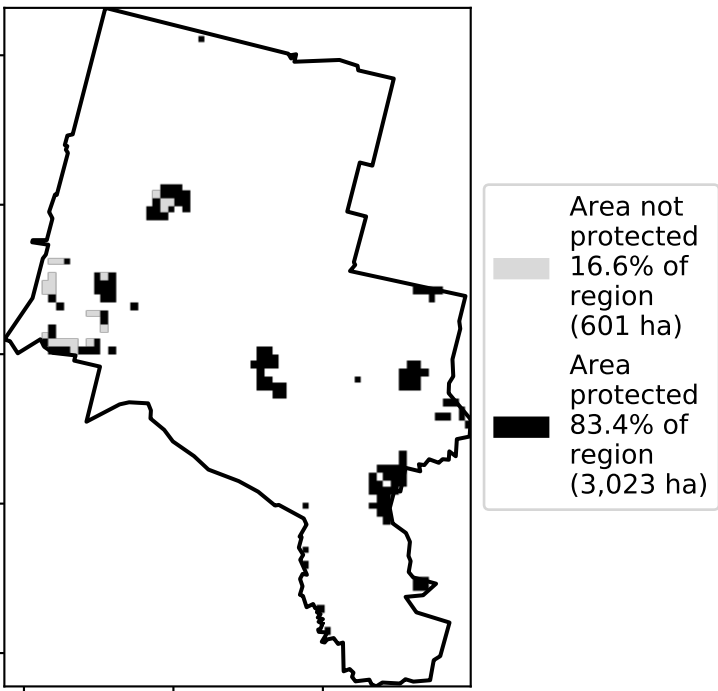 Area not
protected
16.6% of
region
(601 ha)
Area
protected
83.4% of
region
(3,023 ha)